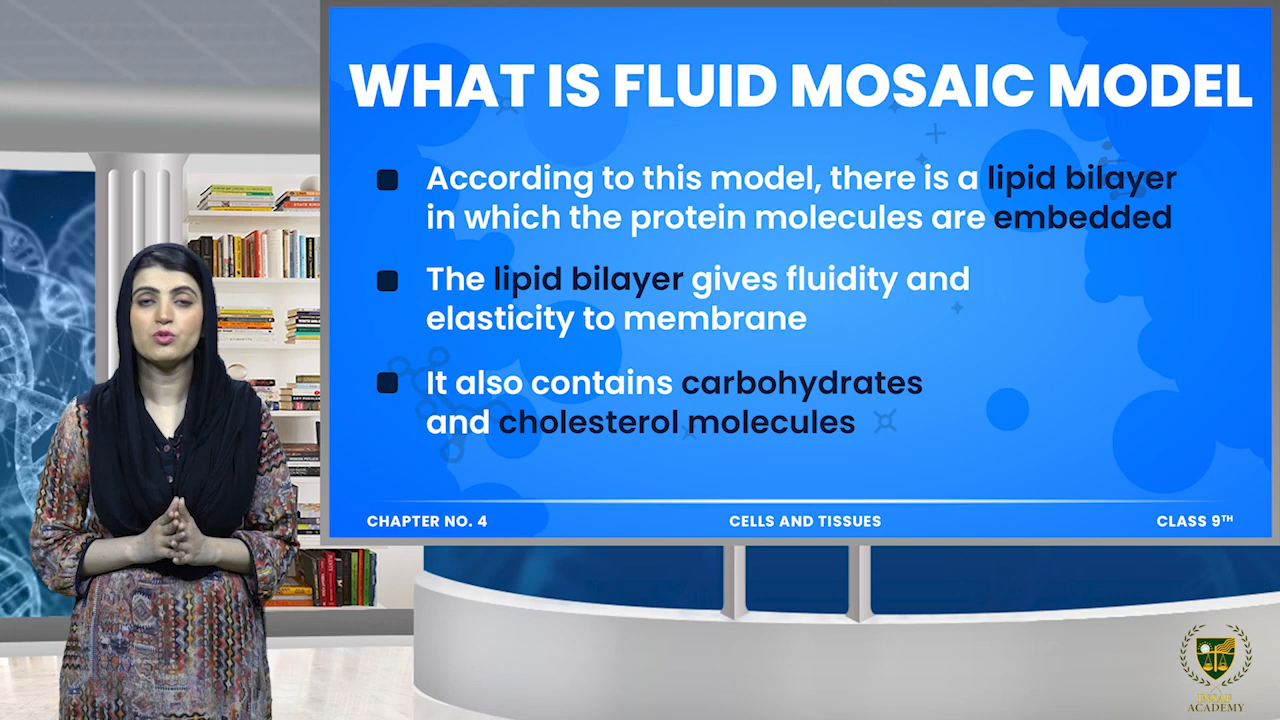 WHAT IS FLUID MOSAIC MODEL
According to this model, there is a lipid bilayer
in which the protein molecules are embedded
The lipid bilayer gives fluidity and
elasticity to membrane
It also contains carbohydrates
and cholesterol molecules
CHAPTER NO. 4
CELLS AND TISSUES
CLASS 9TH
ACADEMY